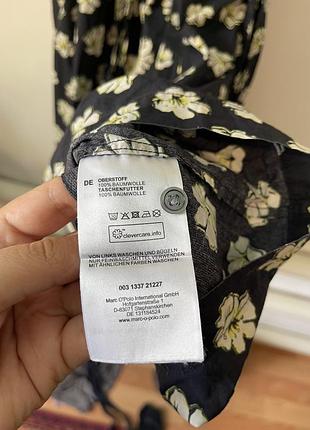 DE OBERSTOFF
100% BAUMWOLLE
TASCHENFUTTER
100% BAUMWOLLE
clevercare.info
VON LINKS WASCHEN UND BÜGELN
NUR FEINWASCHMITTEL VERWENDEN
MIT ÄHNLICHEN FARBEN WASCHEN
003 1337 21227
Marc O'Polo International GmbH
Hofgartenstraße 1
D-83071 Stephanskirchen
DE 131184524
www.marc-o-polo.com